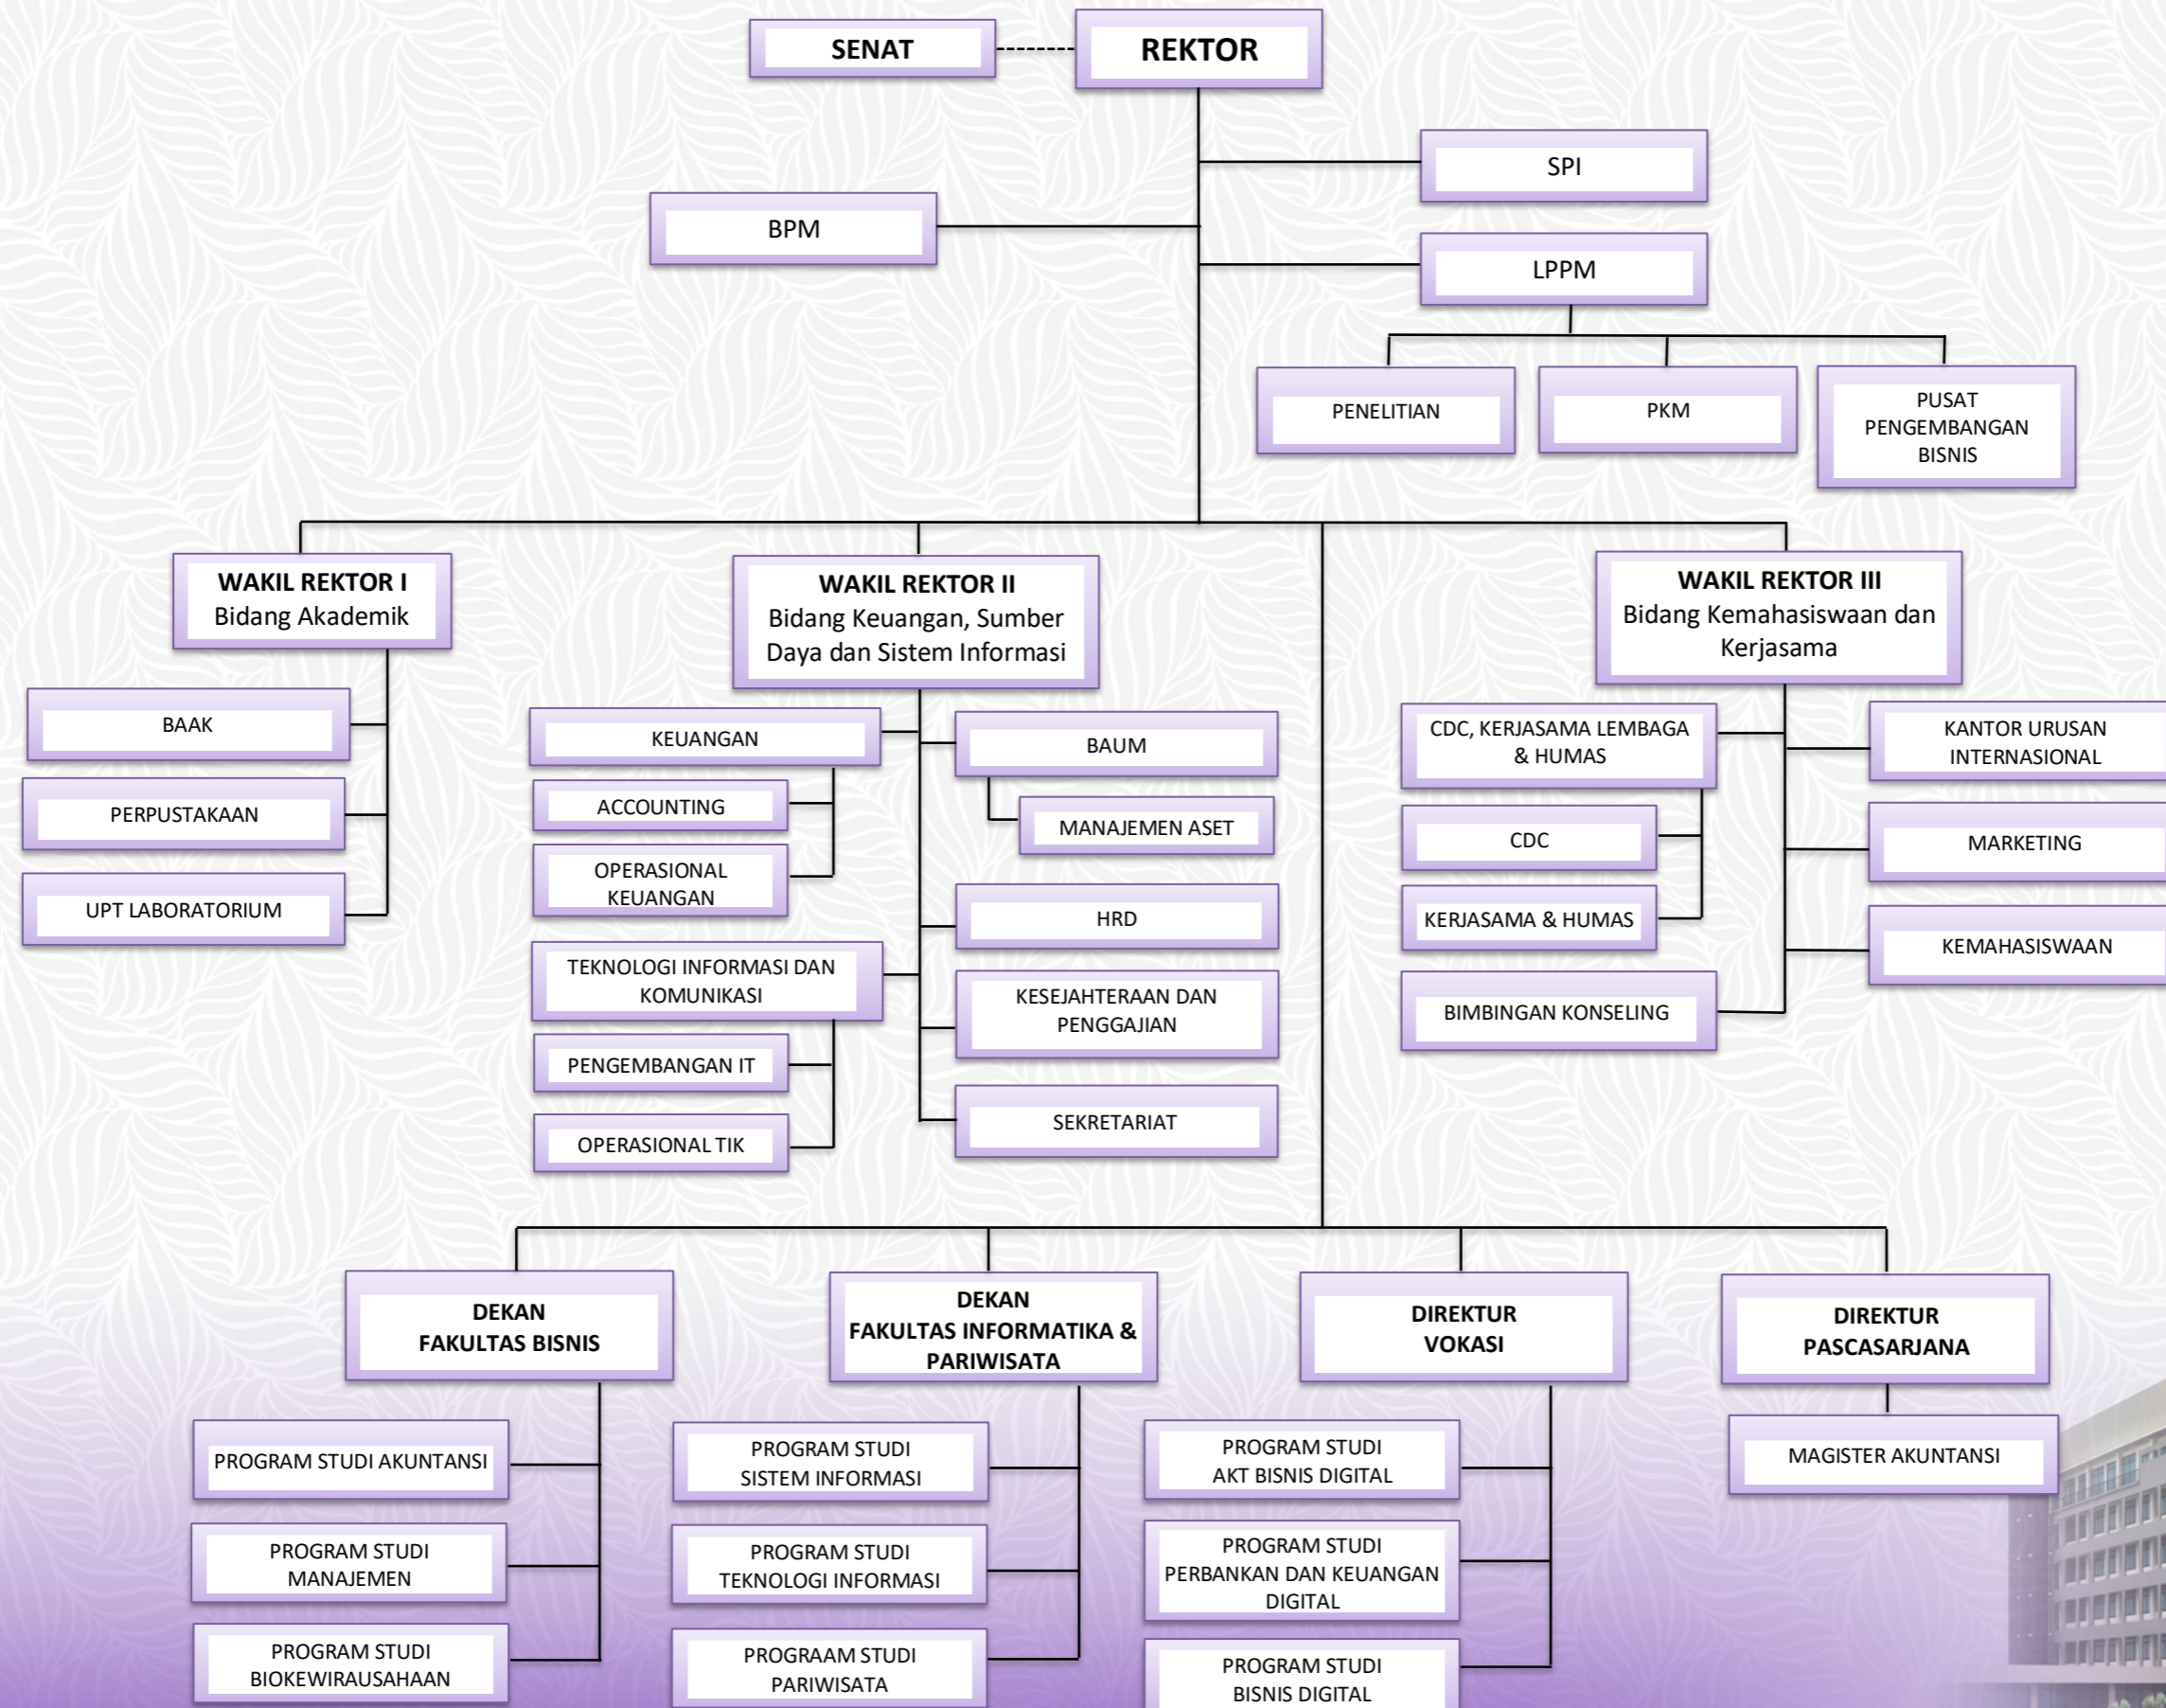 SENAT
REKTOR
SPI
BPM
LPPM
PENELITIAN
PKM
PUSAT
PENGEMBANGAN
BISNIS
WAKIL REKTOR I
Bidang Akademik
BAAK
PERPUSTAKAAN
UPT LABORATORIUM
WAKIL REKTOR II
Bidang Keuangan, Sumber
Daya dan Sistem Informasi
KEUANGAN
ACCOUNTING
OPERASIONAL
KEUANGAN
TEKNOLOGI INFORMASI DAN
KOMUNIKASI
PENGEMBANGAN IT
OPERASIONAL TIK
BAUM
MANAJEMEN ASET
HRD
KESEJAHTERAAN DAN
PENGGAJIAN
SEKRETARIAT
WAKIL REKTOR III
Bidang Kemahasiswaan dan
Kerjasama
CDC, KERJASAMA LEMBAGA
& HUMAS
CDC
KERJASAMA & HUMAS
BIMBINGAN KONSELING
KANTOR URUSAN
INTERNASIONAL
MARKETING
KEMAHASISWAAN
DEKAN
FAKULTAS BISNIS
PROGRAM STUDI AKUNTANSI
PROGRAM STUDI
MANAJEMEN
PROGRAM STUDI
BIOKEWIRAUSAHAAN
DEKAN
FAKULTAS INFORMATIKA &
PARIWISATA
PROGRAM STUDI
SISTEM INFORMASI
PROGRAM STUDI
TEKNOLOGI INFORMASI
PROGRAAM STUDI
PARIWISATA
DIREKTUR
VOKASI
PROGRAM STUDI
AKT BISNIS DIGITAL
PROGRAM STUDI
PERBANKAN DAN KEUANGAN
DIGITAL
PROGRAM STUDI
BISNIS DIGITAL
DIREKTUR
PASCASARJANA
MAGISTER AKUNTANSI